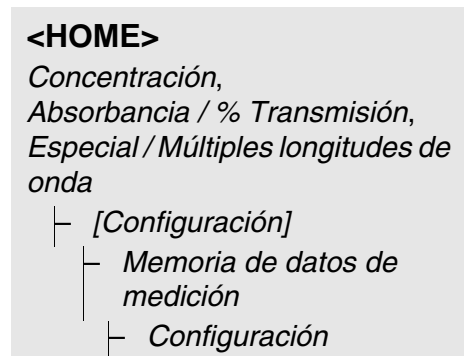 <HOME>
Concentración,
Absorbancia / % Transmisión,
Especial / Múltiples longitudes de
onda
[Configuración]
Memoria de datos de
medición
Configuración